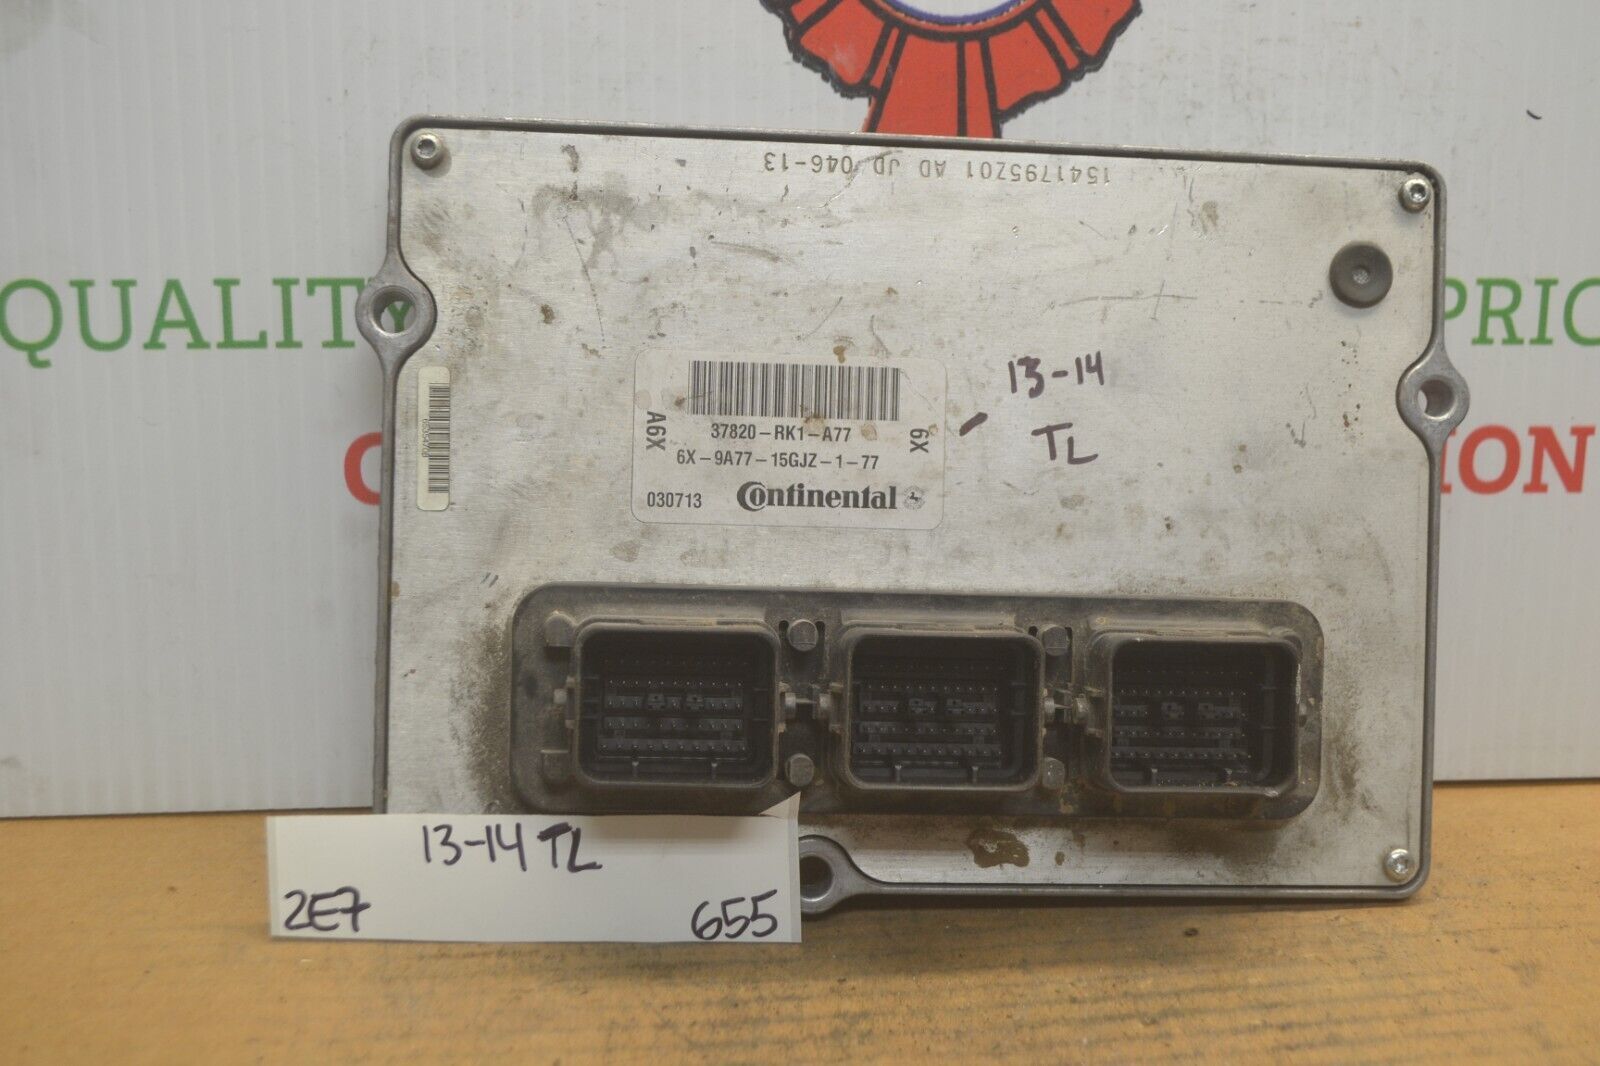 1541795Z01 AD JD 046-13
QUALITY
PRIC
C
ION
13-14
TL
A6X
37820-RK1-A77
6X
6X-9A77-15GJZ-1-77
030713
Continental
13-14 TL
2E7
655